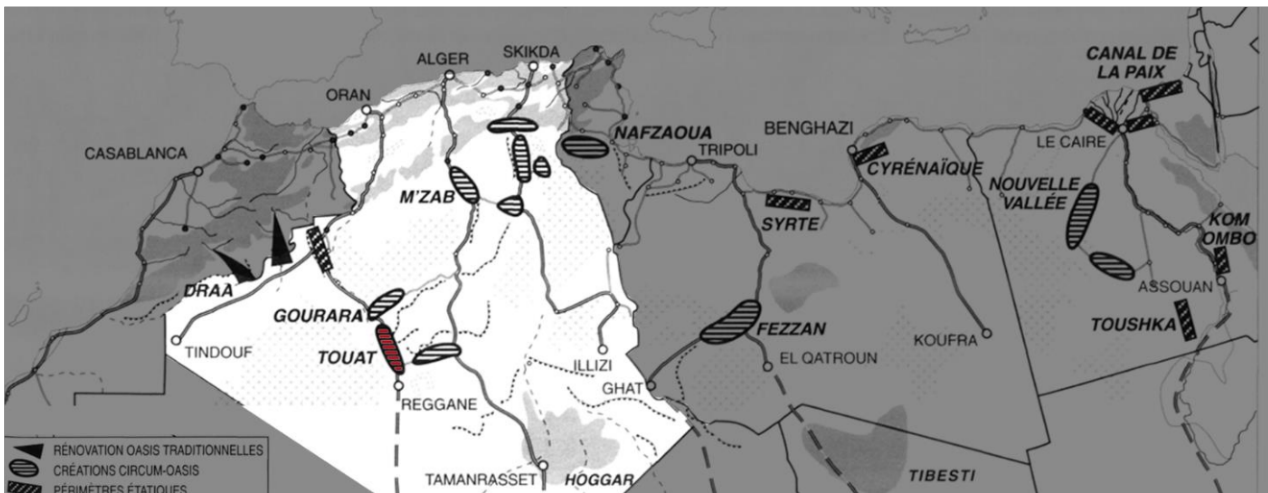 SKIKDA
ALGER
CANAL DE
LA PAIX
ORAN
CASABLANCA
NAFZAOUA
BENGHAZI
TRIPOLI
LE CAIRE
CYRÉNAÏQUE
M'ZAB
NOUVELLE
VALLÉE
SYRTE
KOM
OMBO
DRAA
ASSOUAN
GOURARA
FEZZAN
TOUSHKA
TINDOUF
TOUAT
KOUFRA
ILLIZI
EL QATROUN
REGGANE
GHAT
TAMANRASSET
HOGGAR
TIBESTI
RÉNOVATION OASIS TRADITIONNELLES
CRÉATIONS CIRCUM-OASIS
PÉRIMÈTRES ÉTATIQUES